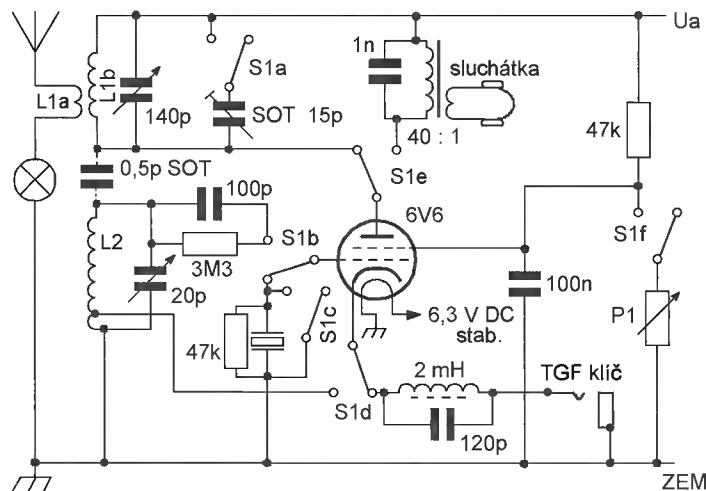 Ua
1n
S1a
sluchátka
L1a
L1b
140p
SOT 15p
40 : 1
47k
0,5p SOT
S1e
100p
6V6
L2
S1b
S1f
3M3
20p
S1c
100n
P1
6,3 V DC
stab.
47k
2 mH
TGF klíč
S1d
120p
ZEM